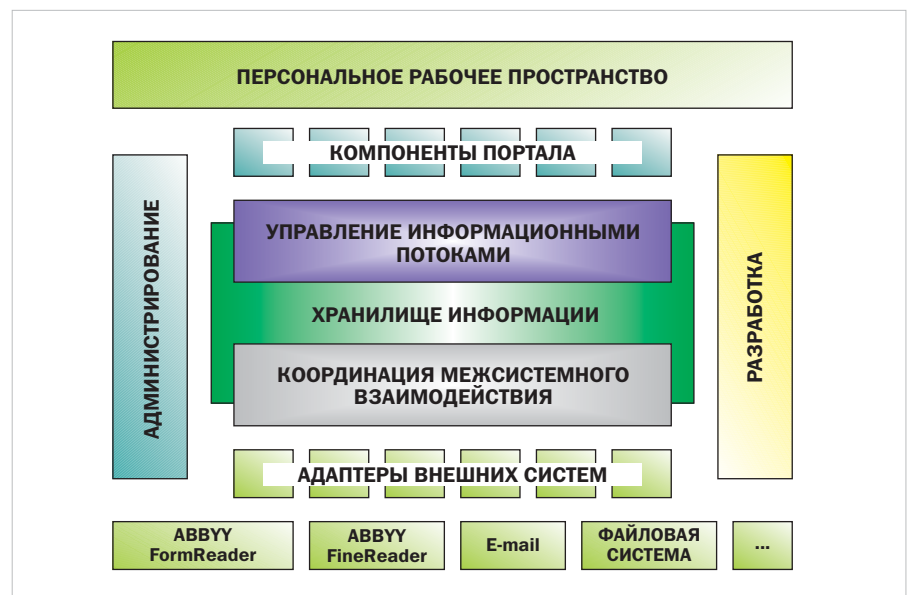 ПЕРСОНАЛЬНОЕ РАБОЧЕЕ ПРОСТРАНСТВО
КОМПОНЕНТЫ ПОРТАЛА
АДМИНИСТРИРОВАНИЕ
УПРАВЛЕНИЕ ИНФОРМАЦИОННЫМИ
ПОТОКАМИ
ХРАНИЛИЩЕ ИНФОРМАЦИИ
КООРДИНАЦИЯ МЕЖСИСТЕМНОГО
ВЗАИМОДЕЙСТВИЯ
РАЗРАБОТКА
АДАПТЕРЫ ВНЕШНИХ СИСТЕМ
ABBYY
FormReader
ABBYY
FineReader
E-mail
ФАЙЛОВАЯ
СИСТЕМА
...